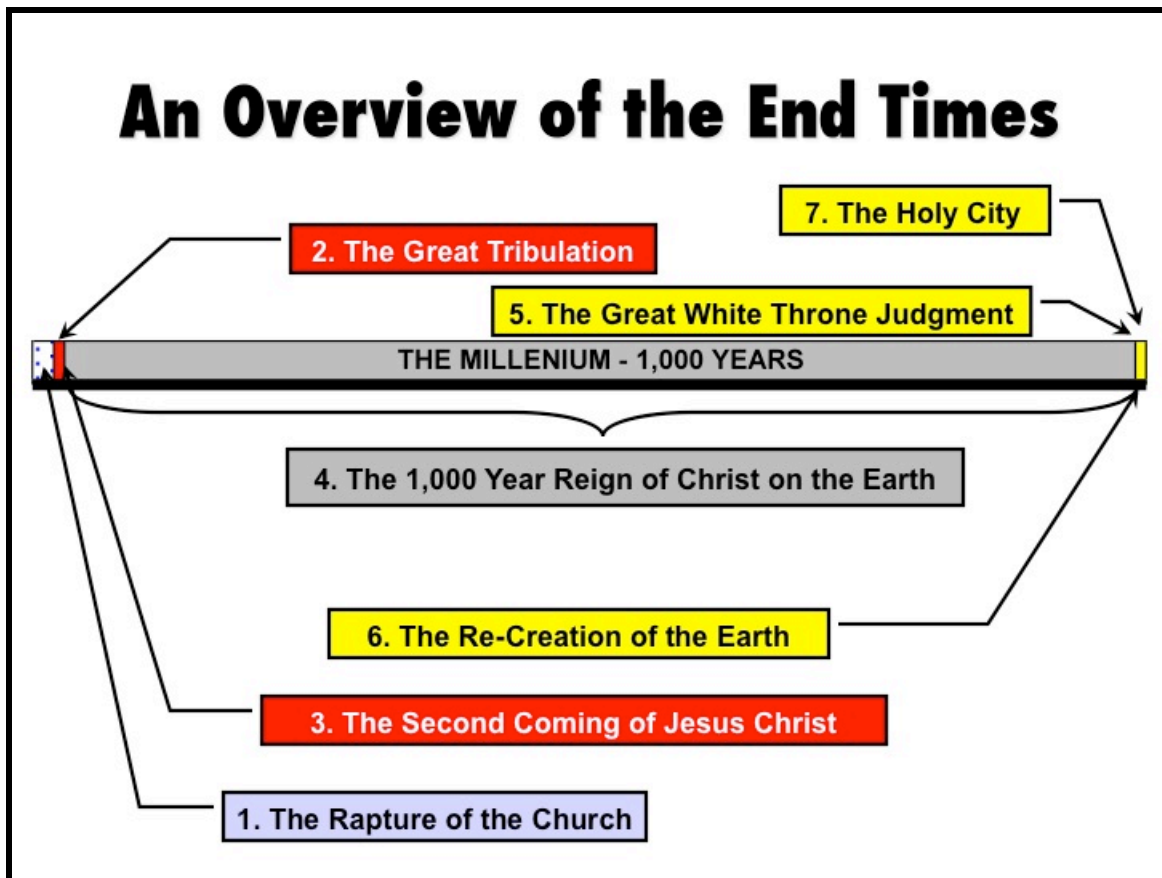 An Overview of the End Times
7. The Holy City
2. The Great Tribulation
5. The Great White Throne Judgment
THE MILLENIUM - 1,000 YEARS
4. The 1,000 Year Reign of Christ on the Earth
6. The Re-Creation of the Earth
3. The Second Coming of Jesus Christ
1. The Rapture of the Church